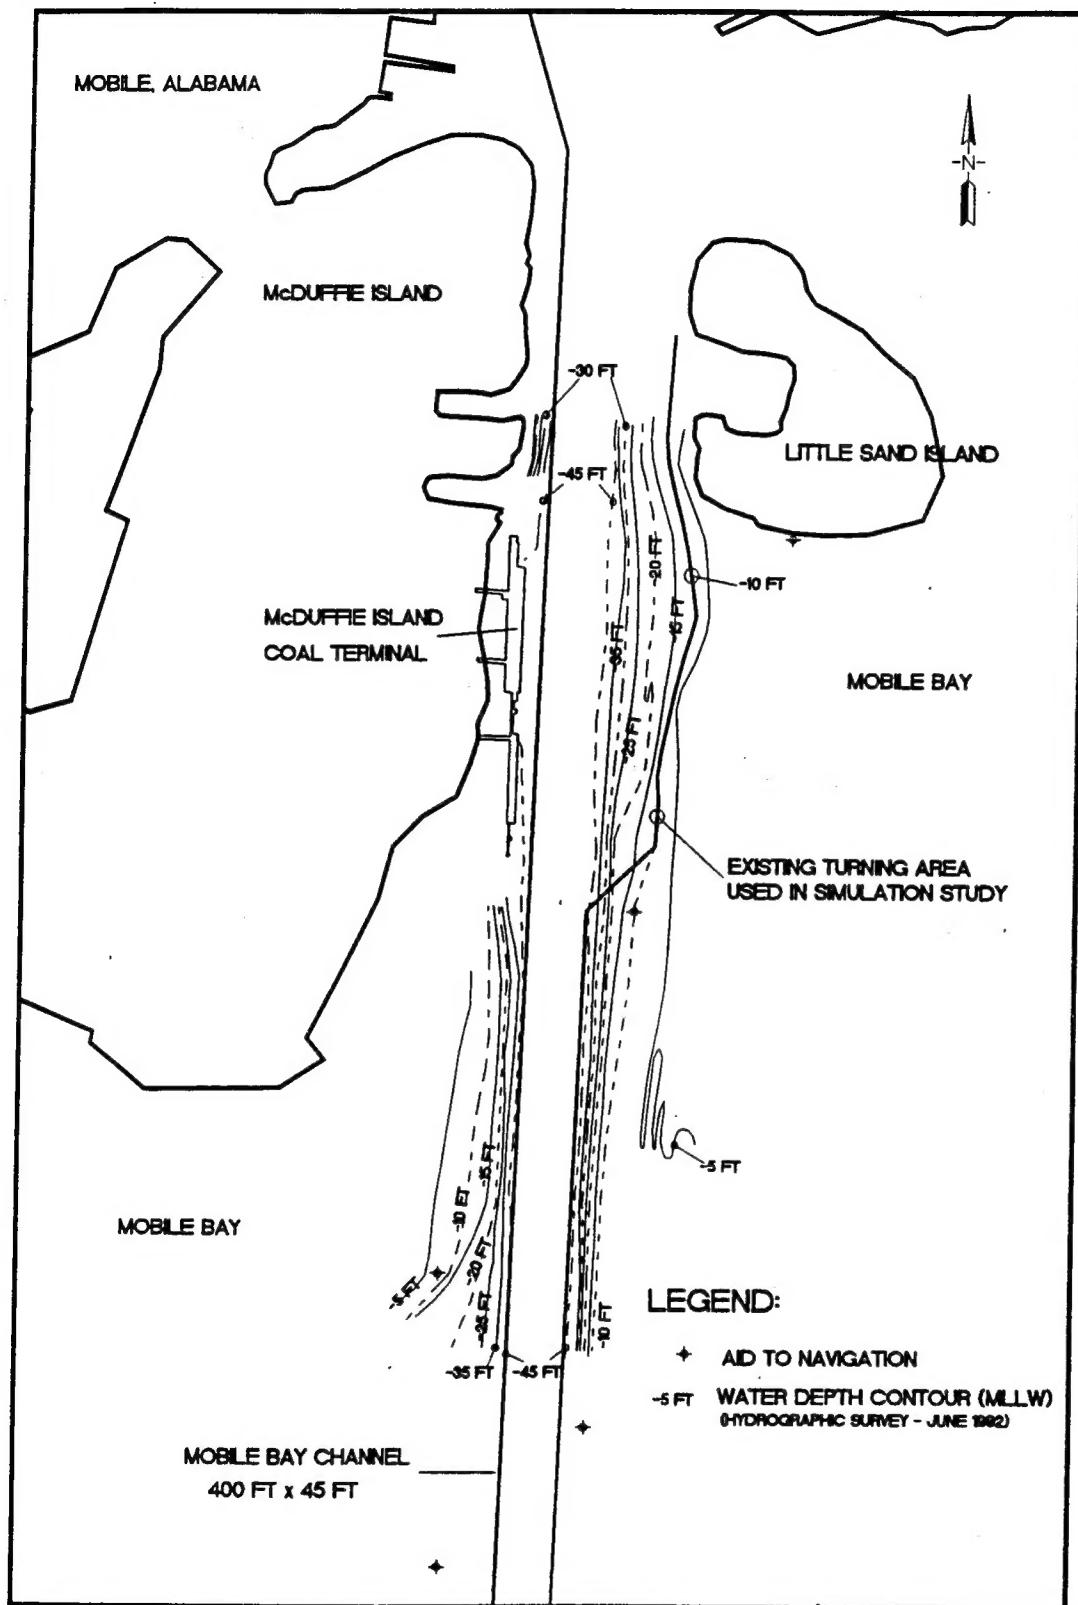 MOBILE, ALABAMA
-N-
McDUFFIE ISLAND
-30 FT
LITTLE SAND ISLAND
-45 FT
-20 FT
-10 FT
-15 FT
McDUFFIE ISLAND
COAL TERMINAL
-35 FT
MOBILE BAY
-25 FT
EXISTING TURNING AREA
USED IN SIMULATION STUDY
-5 FT
-15 FT
-10 FT
MOBILE BAY
-20 FT
-5 FT
-25 FT
-10 FT
LEGEND:
AID TO NAVIGATION
-35 FT
-45 FT
-5 FT WATER DEPTH CONTOUR (MLLW)
(HYDROGRAPHIC SURVEY - JUNE 1992)
MOBILE BAY CHANNEL
400 FT x 45 FT